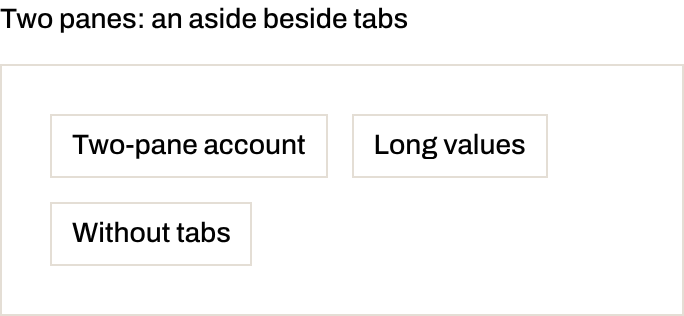 Two panes: an aside beside tabs
Two-pane account
Long values
Without tabs